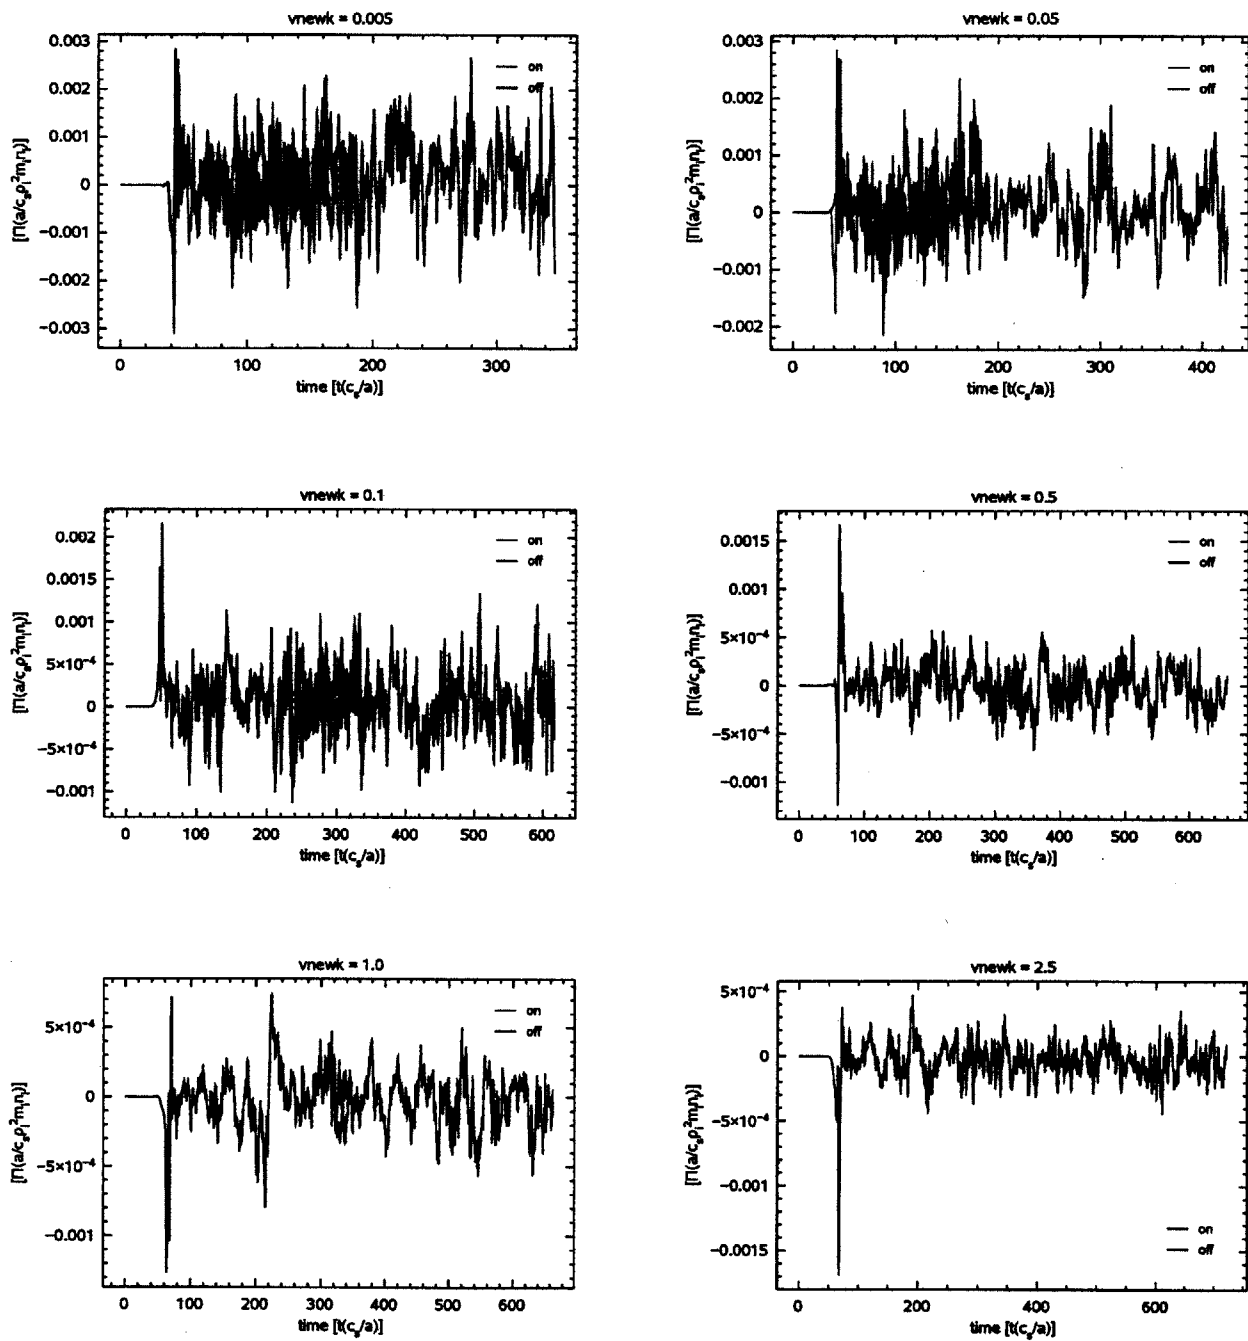 vnewk = 0.005
0.003
0.002
0.001
0
−0.001
−0.002
−0.003
on
off
[Π(a/c_sρ_i²m_in_i)]
0 100 200 300
time [t(c_s/a)]
vnewk = 0.05
0.003
0.002
0.001
0
−0.001
−0.002
on
off
[Π(a/c_sρ_i²m_in_i)]
0 100 200 300 400
time [t(c_s/a)]
vnewk = 0.1
0.002
0.0015
0.001
5×10⁻⁴
0
−5×10⁻⁴
−0.001
on
off
[Π(a/c_sρ_i²m_in_i)]
0 100 200 300 400 500 600
time [t(c_s/a)]
vnewk = 0.5
0.0015
0.001
5×10⁻⁴
0
−5×10⁻⁴
−0.001
on
off
[Π(a/c_sρ_i²m_in_i)]
0 100 200 300 400 500 600
time [t(c_s/a)]
vnewk = 1.0
5×10⁻⁴
0
−5×10⁻⁴
−0.001
on
off
[Π(a/c_sρ_i²m_in_i)]
0 100 200 300 400 500 600
time [t(c_s/a)]
vnewk = 2.5
5×10⁻⁴
0
−5×10⁻⁴
−0.001
−0.0015
on
off
[Π(a/c_sρ_i²m_in_i)]
0 200 400 600
time [t(c_s/a)]